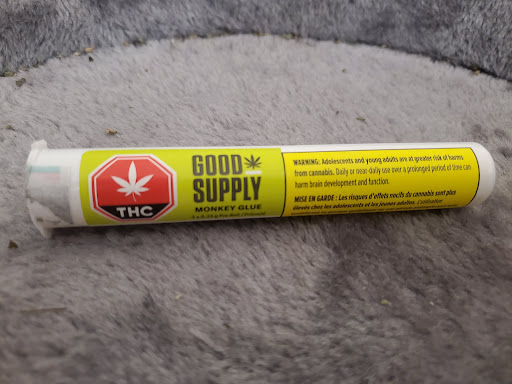 THC
GOOD
SUPPLY
MONKEY GLUE
WARNING: Adolescents and young adults are at greater risk of harms
from cannabis. Daily or near-daily use over a prolonged period of time can
harm brain development and function.
MISE EN GARDE : Les risques d'effets nocifs du cannabis sont plus
élevés chez les adolescents et les jeunes adultes. L'utilisation